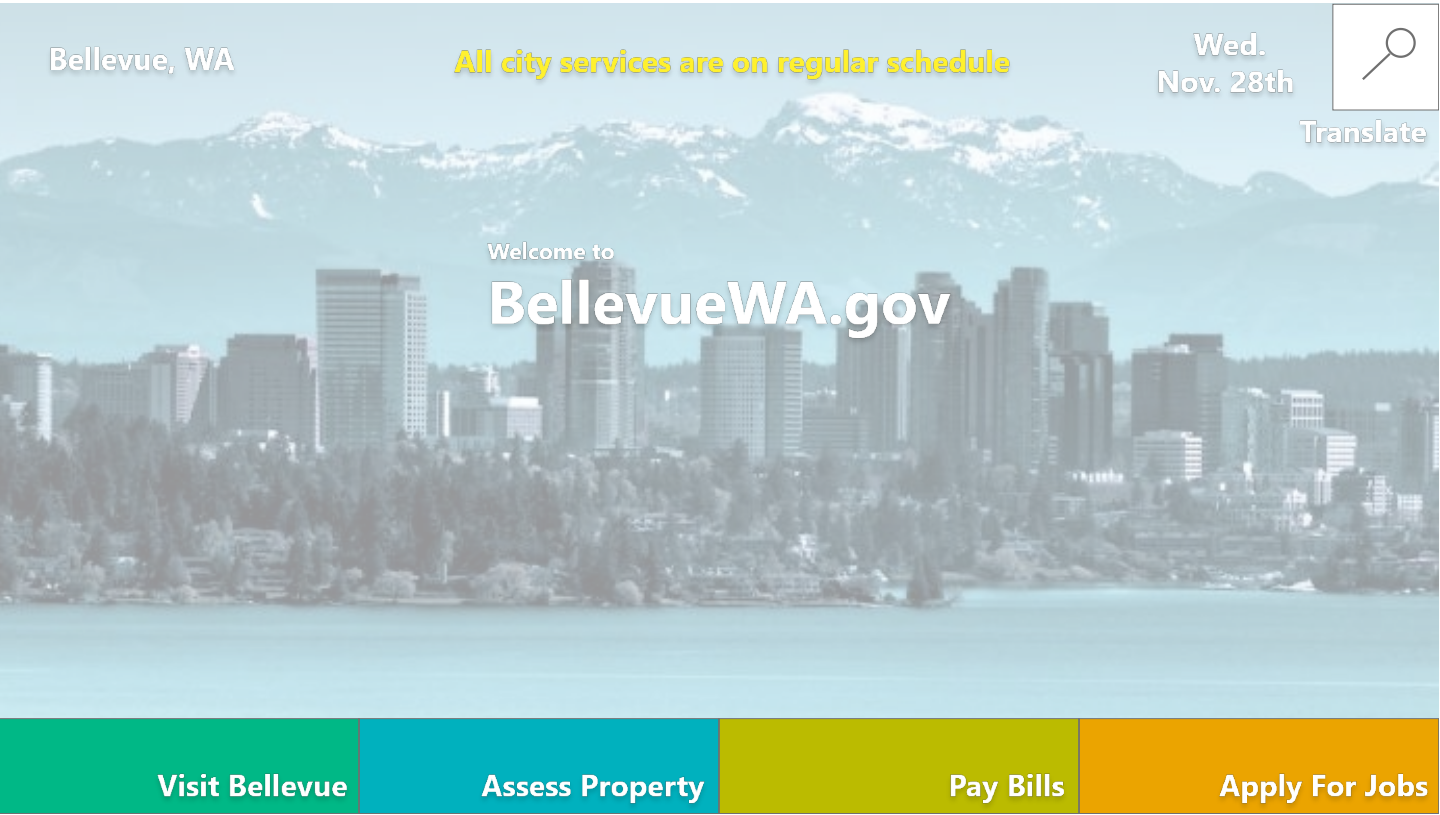 Bellevue, WA
All city services are on regular schedule
Wed.
Nov. 28th
Translate
Welcome to
BellevueWA.gov
Visit Bellevue
Assess Property
Pay Bills
Apply For Jobs